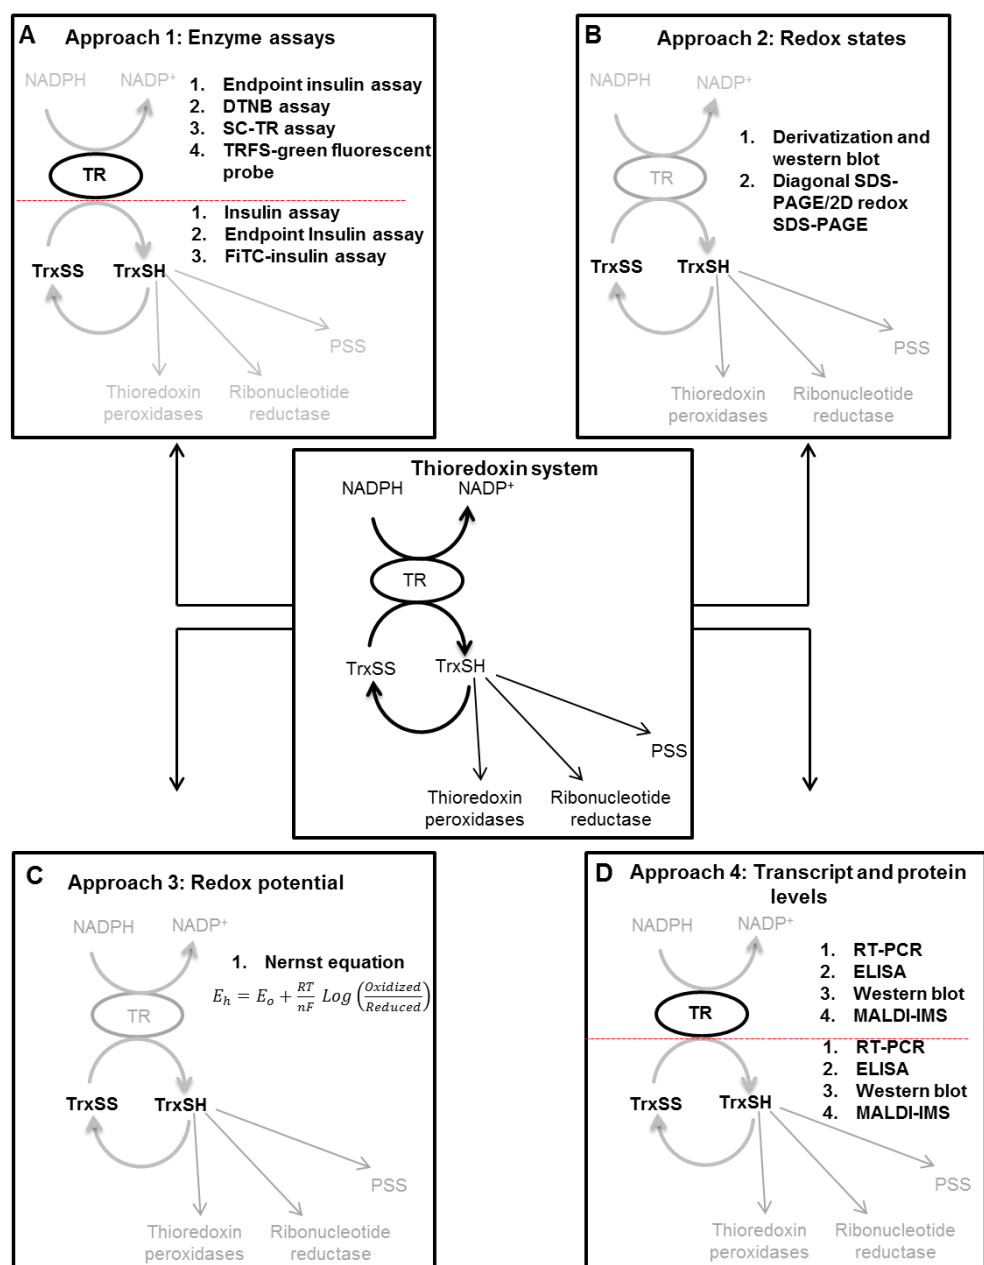 A
Approach 1: Enzyme assays
NADPH
NADP+
1. Endpoint insulin assay
2. DTNB assay
3. SC-TR assay
4. TRFS-green fluorescent
probe
TR
1. Insulin assay
2. Endpoint Insulin assay
3. FiTC-insulin assay
TrxSS
TrxSH
PSS
Thioredoxin
peroxidases
Ribonucleotide
reductase
B
Approach 2: Redox states
NADPH
NADP+
1. Derivatization and
western blot
2. Diagonal SDS-
PAGE/2D redox
SDS-PAGE
TR
TrxSS
TrxSH
PSS
Thioredoxin
peroxidases
Ribonucleotide
reductase
Thioredoxin system
NADPH
NADP+
TR
TrxSS
TrxSH
PSS
Thioredoxin
peroxidases
Ribonucleotide
reductase
C
Approach 3: Redox potential
NADPH
NADP+
1. Nernst equation
E_h = E_o + RT/nF Log (Oxidized/Reduced)
TR
TrxSS
TrxSH
PSS
Thioredoxin
peroxidases
Ribonucleotide
reductase
D
Approach 4: Transcript and protein
levels
NADPH
NADP+
1. RT-PCR
2. ELISA
3. Western blot
4. MALDI-IMS
TR
1. RT-PCR
2. ELISA
3. Western blot
4. MALDI-IMS
TrxSS
TrxSH
PSS
Thioredoxin
peroxidases
Ribonucleotide
reductase